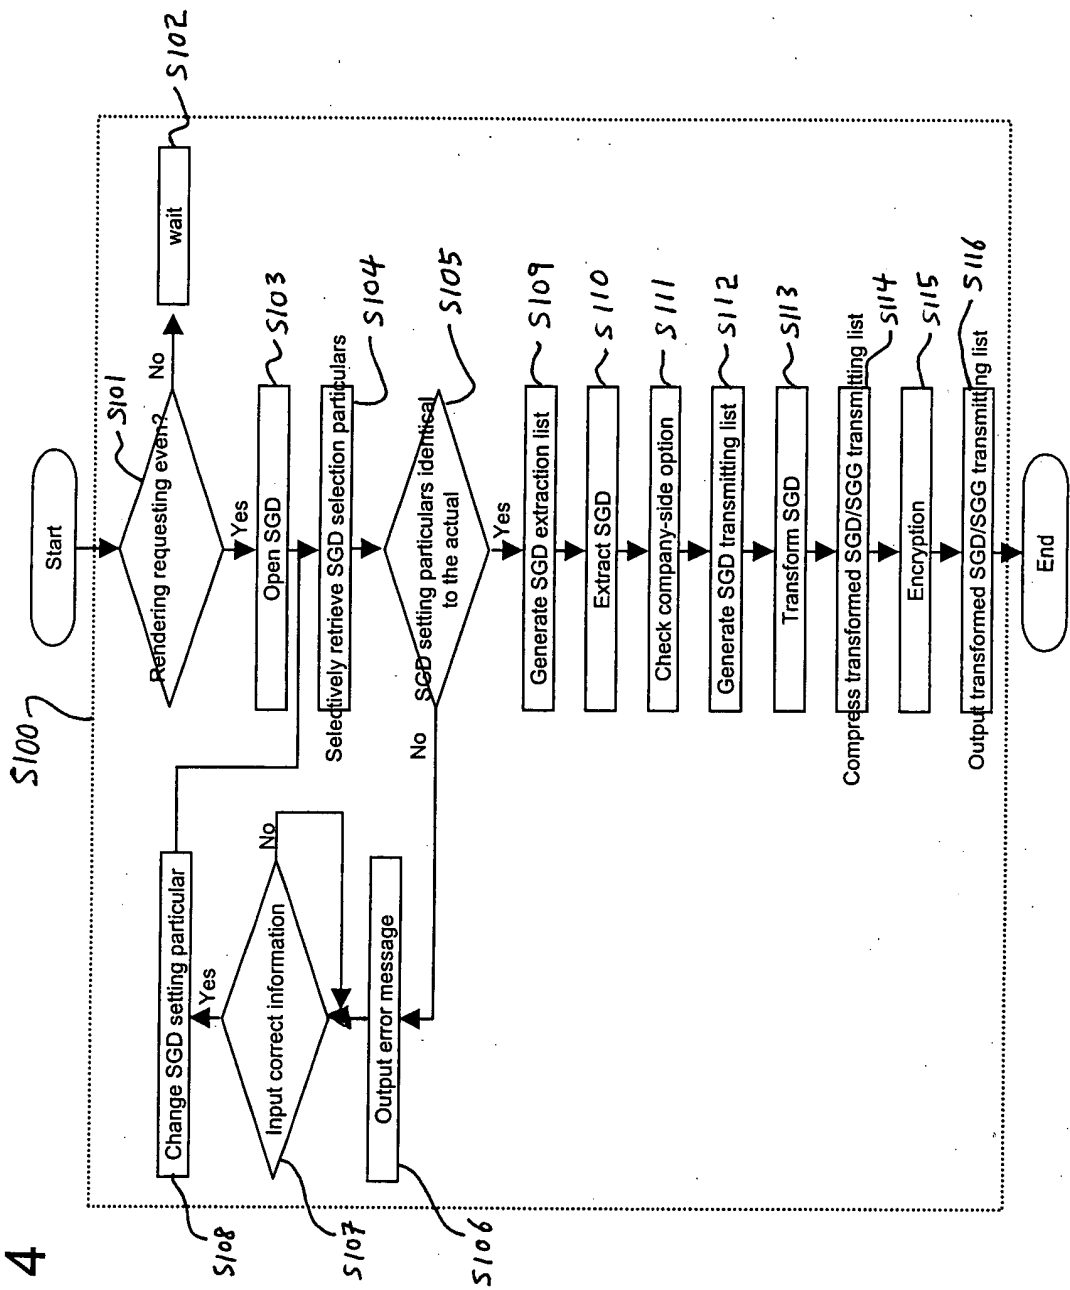 4
S100
Start
Rendering requesting even?
S101
No
wait
S102
Yes
Open SGD
S103
Selectively retrieve SGD selection particulars
S104
SGD setting particulars identical
to the actual
S105
No
Yes
Output error message
S106
Input correct information
S107
No
Yes
Change SGD setting particular
S108
Generate SGD extraction list
S109
Extract SGD
S110
Check company-side option
S111
Generate SGD transmitting list
S112
Transform SGD
S113
Compress transformed SGD/SGG transmitting list
S114
Encryption
S115
Output transformed SGD/SGG transmitting list
S116
End